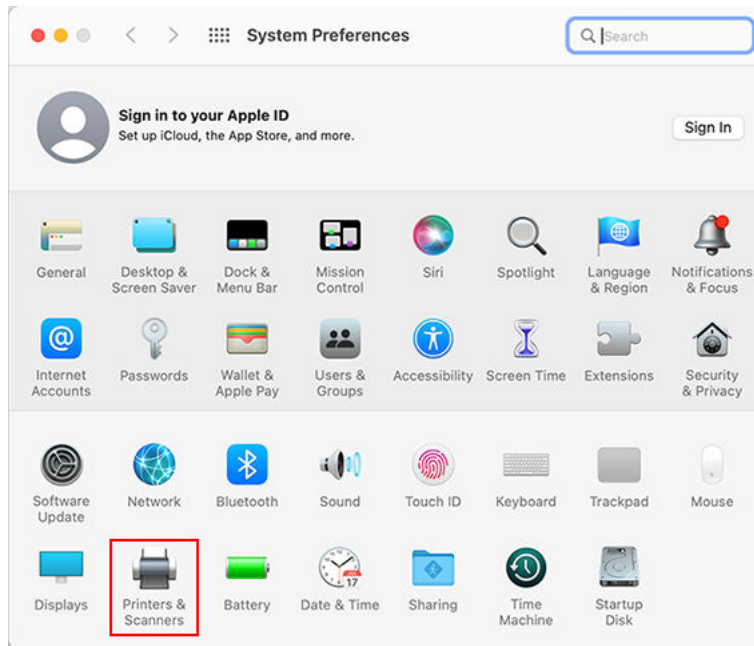 System Preferences
Search
Sign in to your Apple ID
Set up iCloud, the App Store, and more.
Sign In
General
Desktop &
Screen Saver
Dock &
Menu Bar
Mission
Control
Siri
Spotlight
Language
& Region
Notifications
& Focus
Internet
Accounts
Passwords
Wallet &
Apple Pay
Users &
Groups
Accessibility
Screen Time
Extensions
Security
& Privacy
Software
Update
Network
Bluetooth
Sound
Touch ID
Keyboard
Trackpad
Mouse
Displays
Printers &
Scanners
Battery
17
Date & Time
Sharing
Time
Machine
Startup
Disk